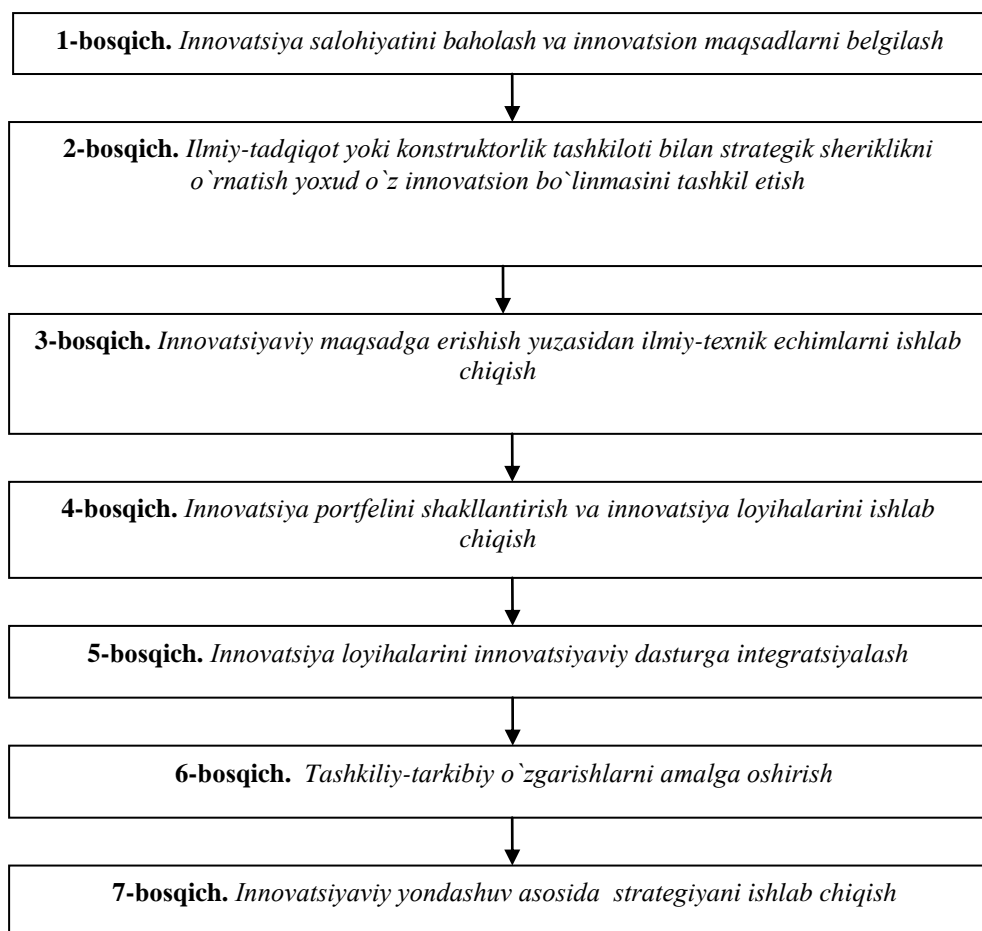 1-bosqich. Innovatsiya salohiyatini baholash va innovatsion maqsadlarni belgilash
2-bosqich. Ilmiy-tadqiqot yoki konstruktorlik tashkiloti bilan strategik sheriklikni
o`rnatish yoxud o`z innovatsion bo`linmasini tashkil etish
3-bosqich. Innovatsiyaviy maqsadga erishish yuzasidan ilmiy-texnik echimlarni ishlab
chiqish
4-bosqich. Innovatsiya portfelini shakllantirish va innovatsiya loyihalarini ishlab
chiqish
5-bosqich. Innovatsiya loyihalarini innovatsiyaviy dasturga integratsiyalash
6-bosqich. Tashkiliy-tarkibiy o`zgarishlarni amalga oshirish
7-bosqich. Innovatsiyaviy yondashuv asosida strategiyani ishlab chiqish